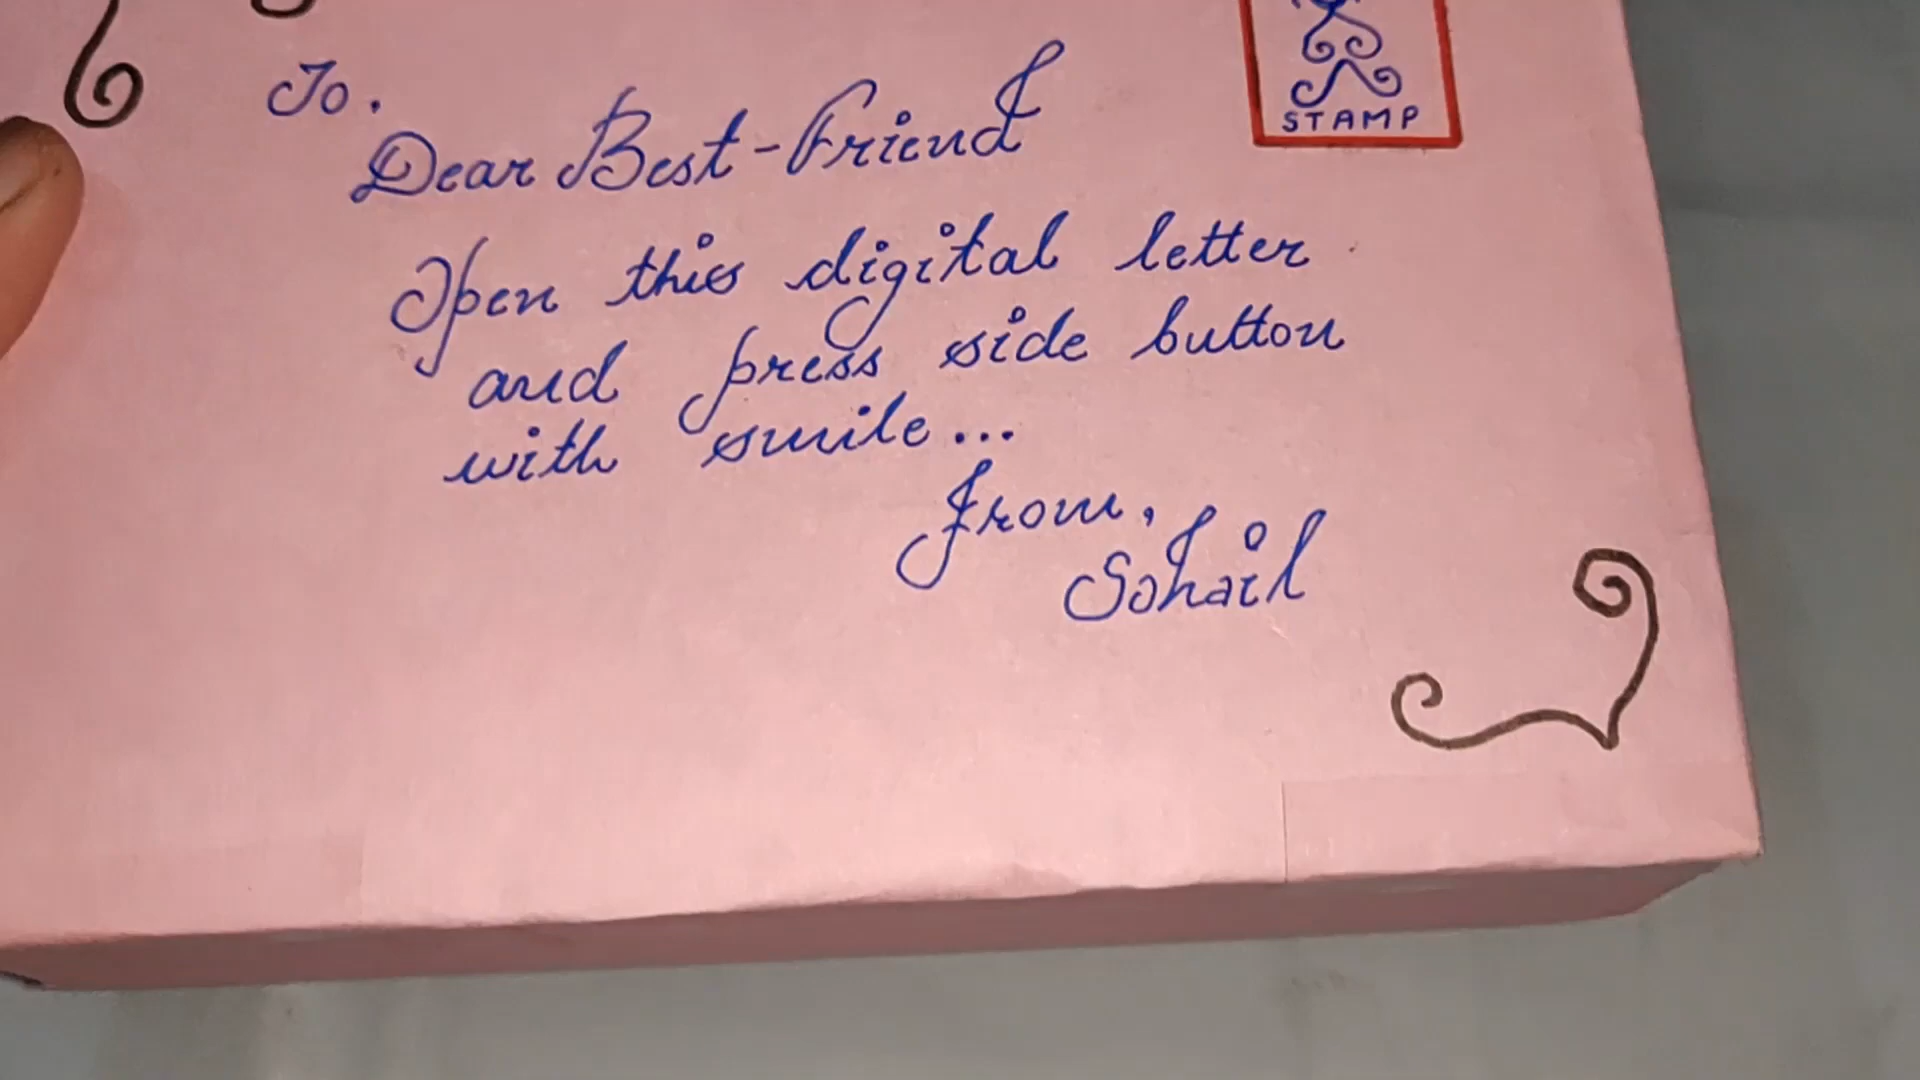 To.
STAMP
Dear Best-Friend
Open this digital letter
and press side button
with smile...
From,
Sohail